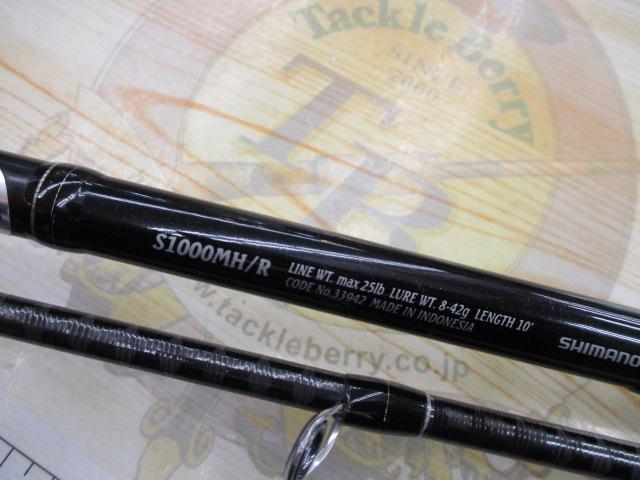 Tackle Berry
SINCE
2000
TB
S1000MH/R
LINE WT. max 25lb LURE WT. 8-42g LENGTH 10'
CODE No.33942 MADE IN INDONESIA
SHIMANO
www.tackleberry.co.jp